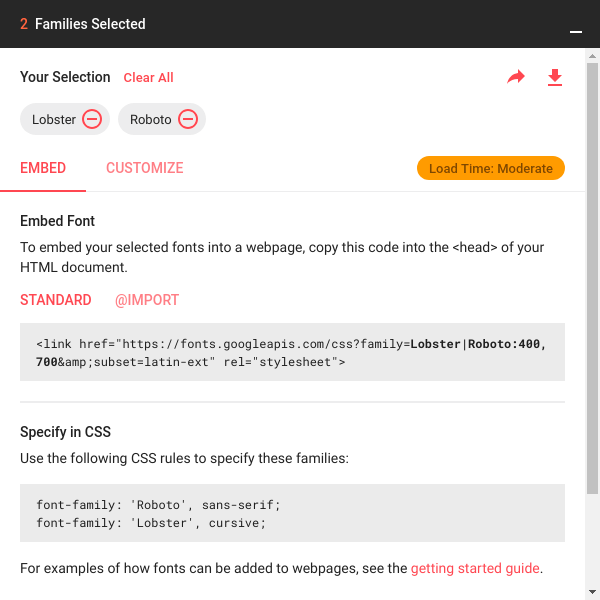 2 Families Selected
Your Selection Clear All
Lobster Roboto
EMBED CUSTOMIZE Load Time: Moderate
Embed Font
To embed your selected fonts into a webpage, copy this code into the <head> of your
HTML document.
STANDARD @IMPORT
<link href="https://fonts.googleapis.com/css?family=Lobster|Roboto:400,
700&amp;subset=latin-ext" rel="stylesheet">
Specify in CSS
Use the following CSS rules to specify these families:
font-family: 'Roboto', sans-serif;
font-family: 'Lobster', cursive;
For examples of how fonts can be added to webpages, see the getting started guide.